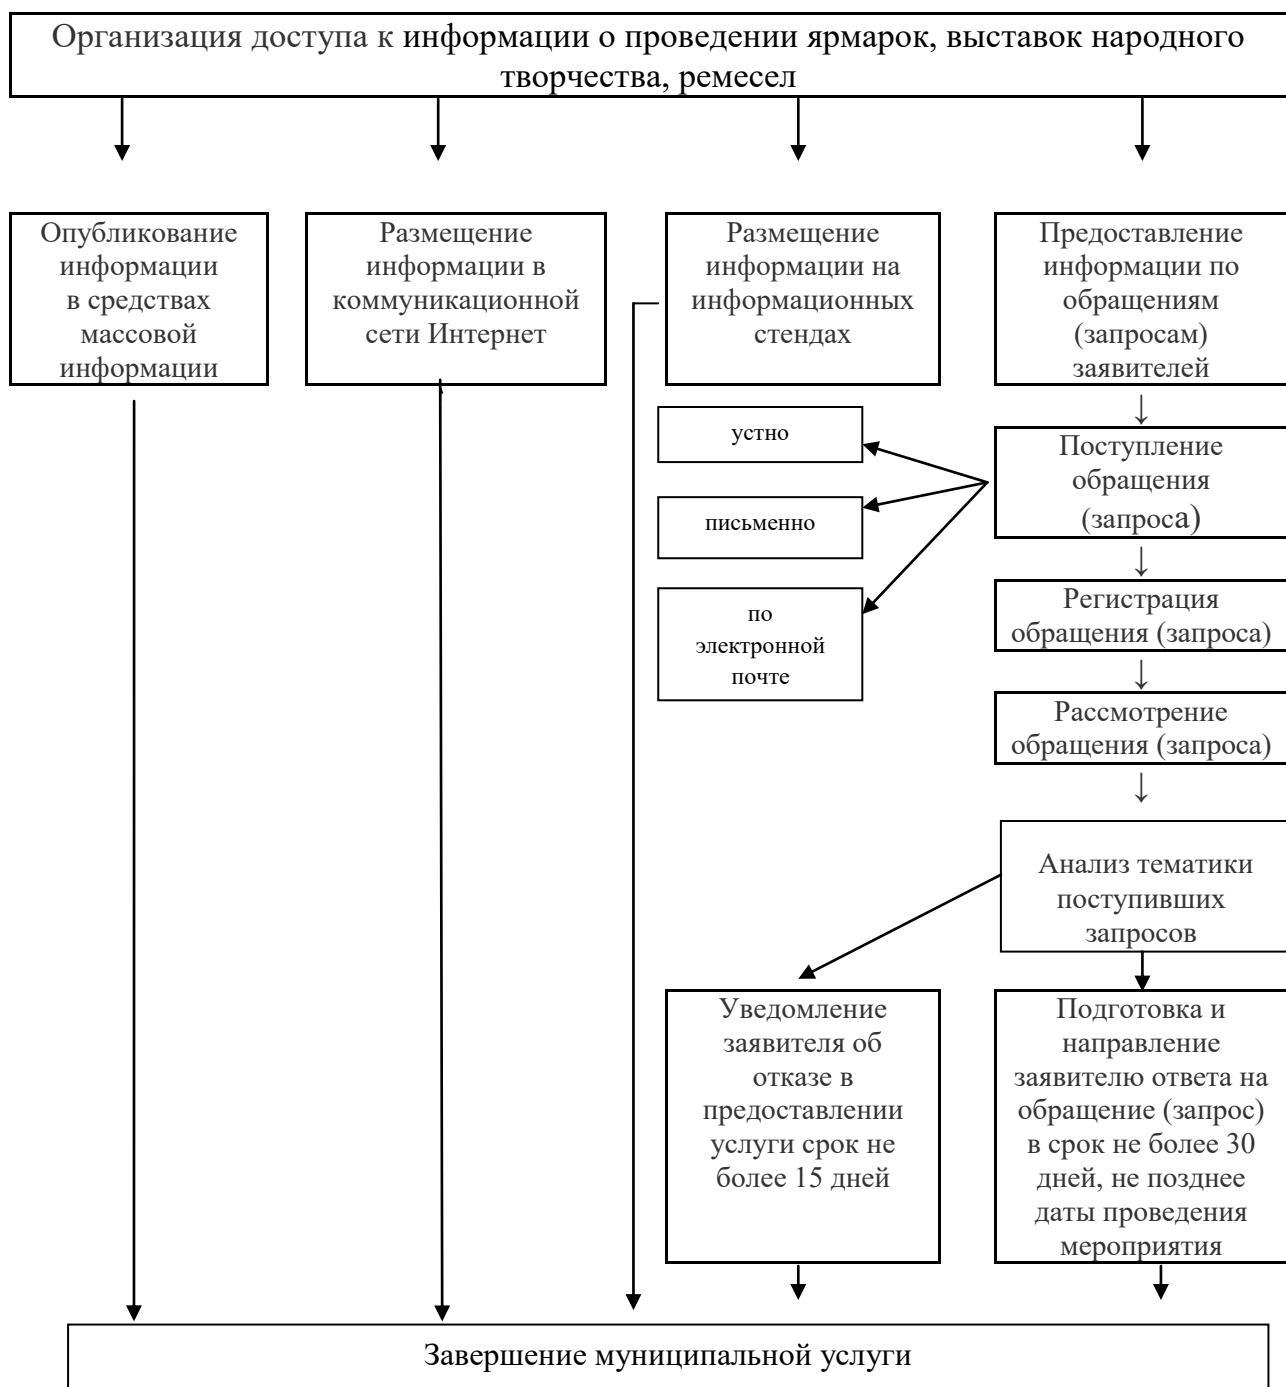 Организация доступа к информации о проведении ярмарок, выставок народного
творчества, ремесел
Опубликование
информации
в средствах
массовой
информации
Размещение
информации в
коммуникационной
сети Интернет
Размещение
информации на
информационных
стендах
Предоставление
информации по
обращениям
(запросам)
заявителей
↓
устно
письменно
по
электронной
почте
Поступление
обращения
(запроса)
↓
Регистрация
обращения (запроса)
↓
Рассмотрение
обращения (запроса)
↓
Анализ тематики
поступивших
запросов
Уведомление
заявителя об
отказе в
предоставлении
услуги срок не
более 15 дней
Подготовка и
направление
заявителю ответа на
обращение (запрос)
в срок не более 30
дней, не позднее
даты проведения
мероприятия
Завершение муниципальной услуги